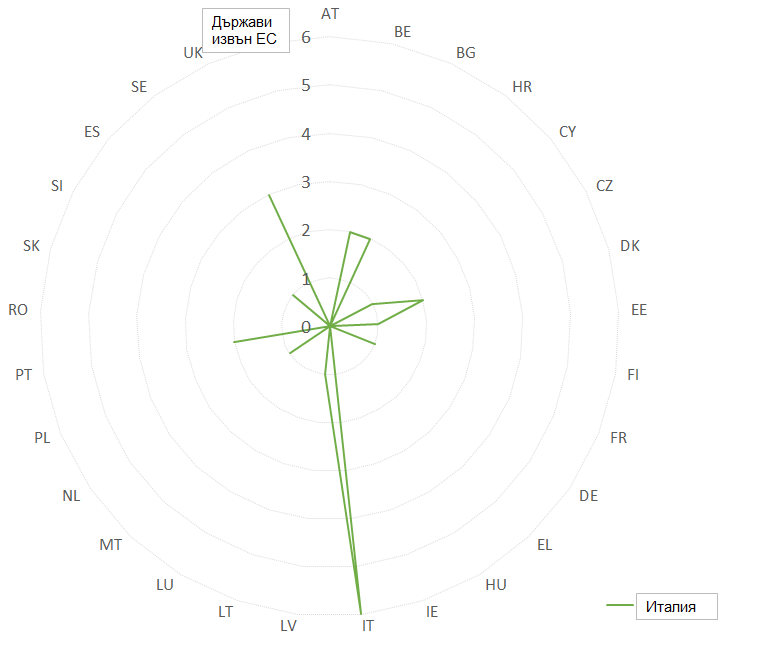 AT
Държави
извън ЕС
6
BE
UK
BG
SE
5
HR
ES
4
CY
SI
3
CZ
SK
2
DK
RO
1
EE
0
PT
FI
PL
FR
NL
DE
MT
EL
LU
HU
LT
IE
LV
IT
Италия